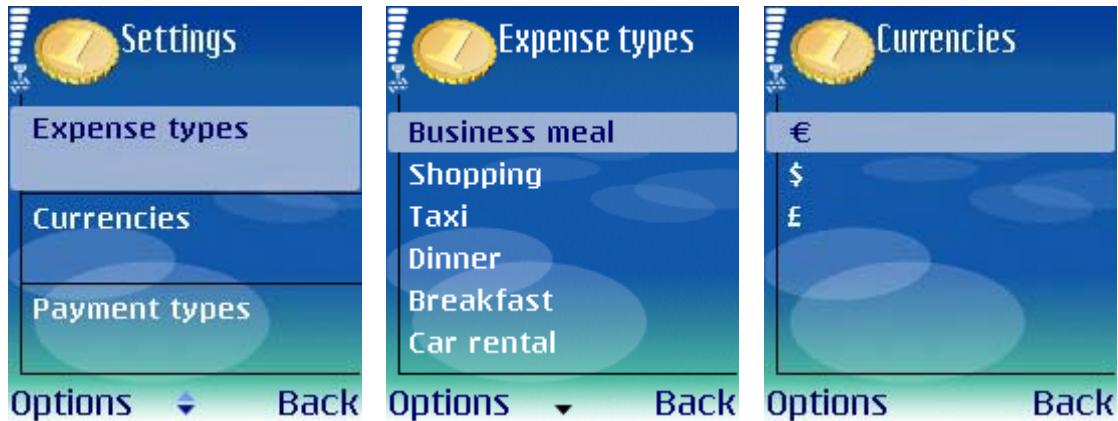 Settings
Expense types
Currencies
Payment types
Options Back
Expense types
Business meal
Shopping
Taxi
Dinner
Breakfast
Car rental
Options Back
Currencies
€
$
£
Options Back